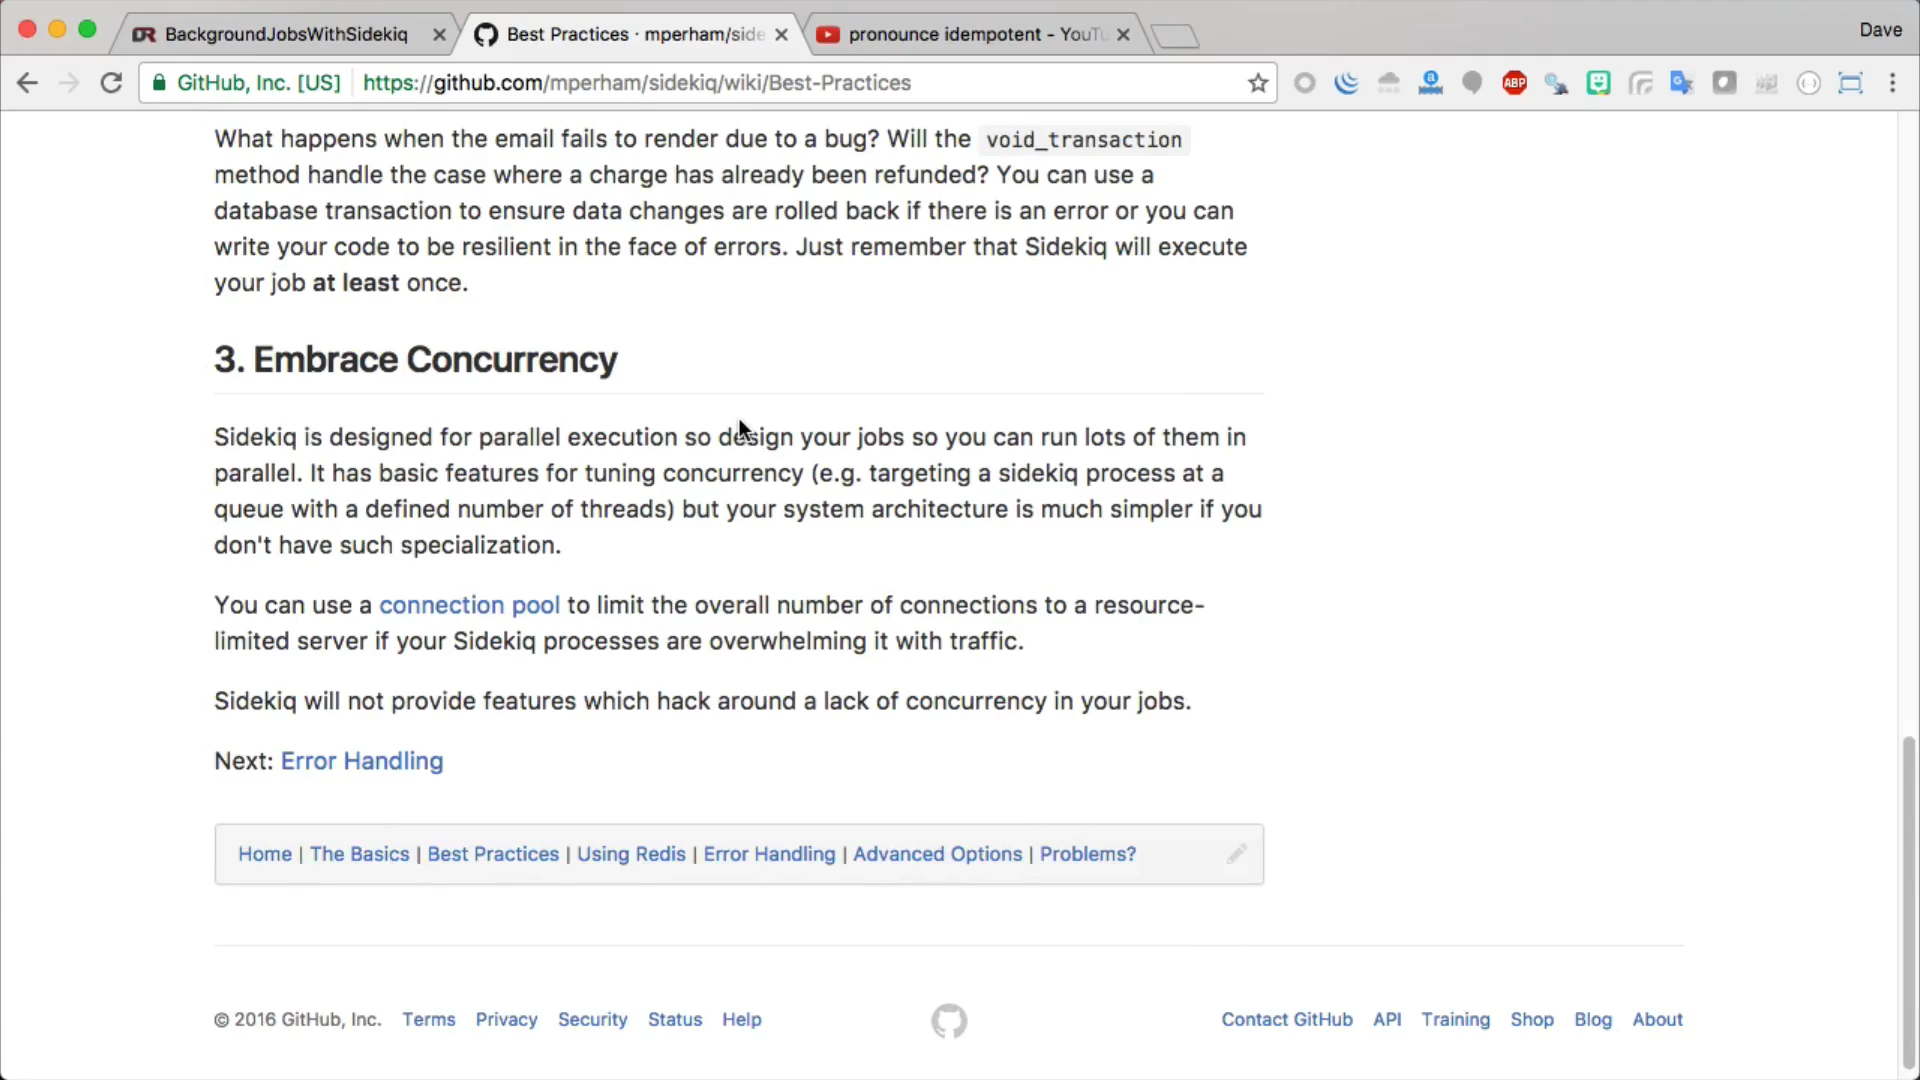 BackgroundJobsWithSidekiq
Best Practices · mperham/side
pronounce idempotent - YouTu
Dave
GitHub, Inc. [US]
https://github.com/mperham/sidekiq/wiki/Best-Practices
ABP
What happens when the email fails to render due to a bug? Will the void_transaction
method handle the case where a charge has already been refunded? You can use a
database transaction to ensure data changes are rolled back if there is an error or you can
write your code to be resilient in the face of errors. Just remember that Sidekiq will execute
your job at least once.
3. Embrace Concurrency
Sidekiq is designed for parallel execution so design your jobs so you can run lots of them in
parallel. It has basic features for tuning concurrency (e.g. targeting a sidekiq process at a
queue with a defined number of threads) but your system architecture is much simpler if you
don't have such specialization.
You can use a connection pool to limit the overall number of connections to a resource-
limited server if your Sidekiq processes are overwhelming it with traffic.
Sidekiq will not provide features which hack around a lack of concurrency in your jobs.
Next: Error Handling
Home | The Basics | Best Practices | Using Redis | Error Handling | Advanced Options | Problems?
© 2016 GitHub, Inc. Terms Privacy Security Status Help
Contact GitHub API Training Shop Blog About